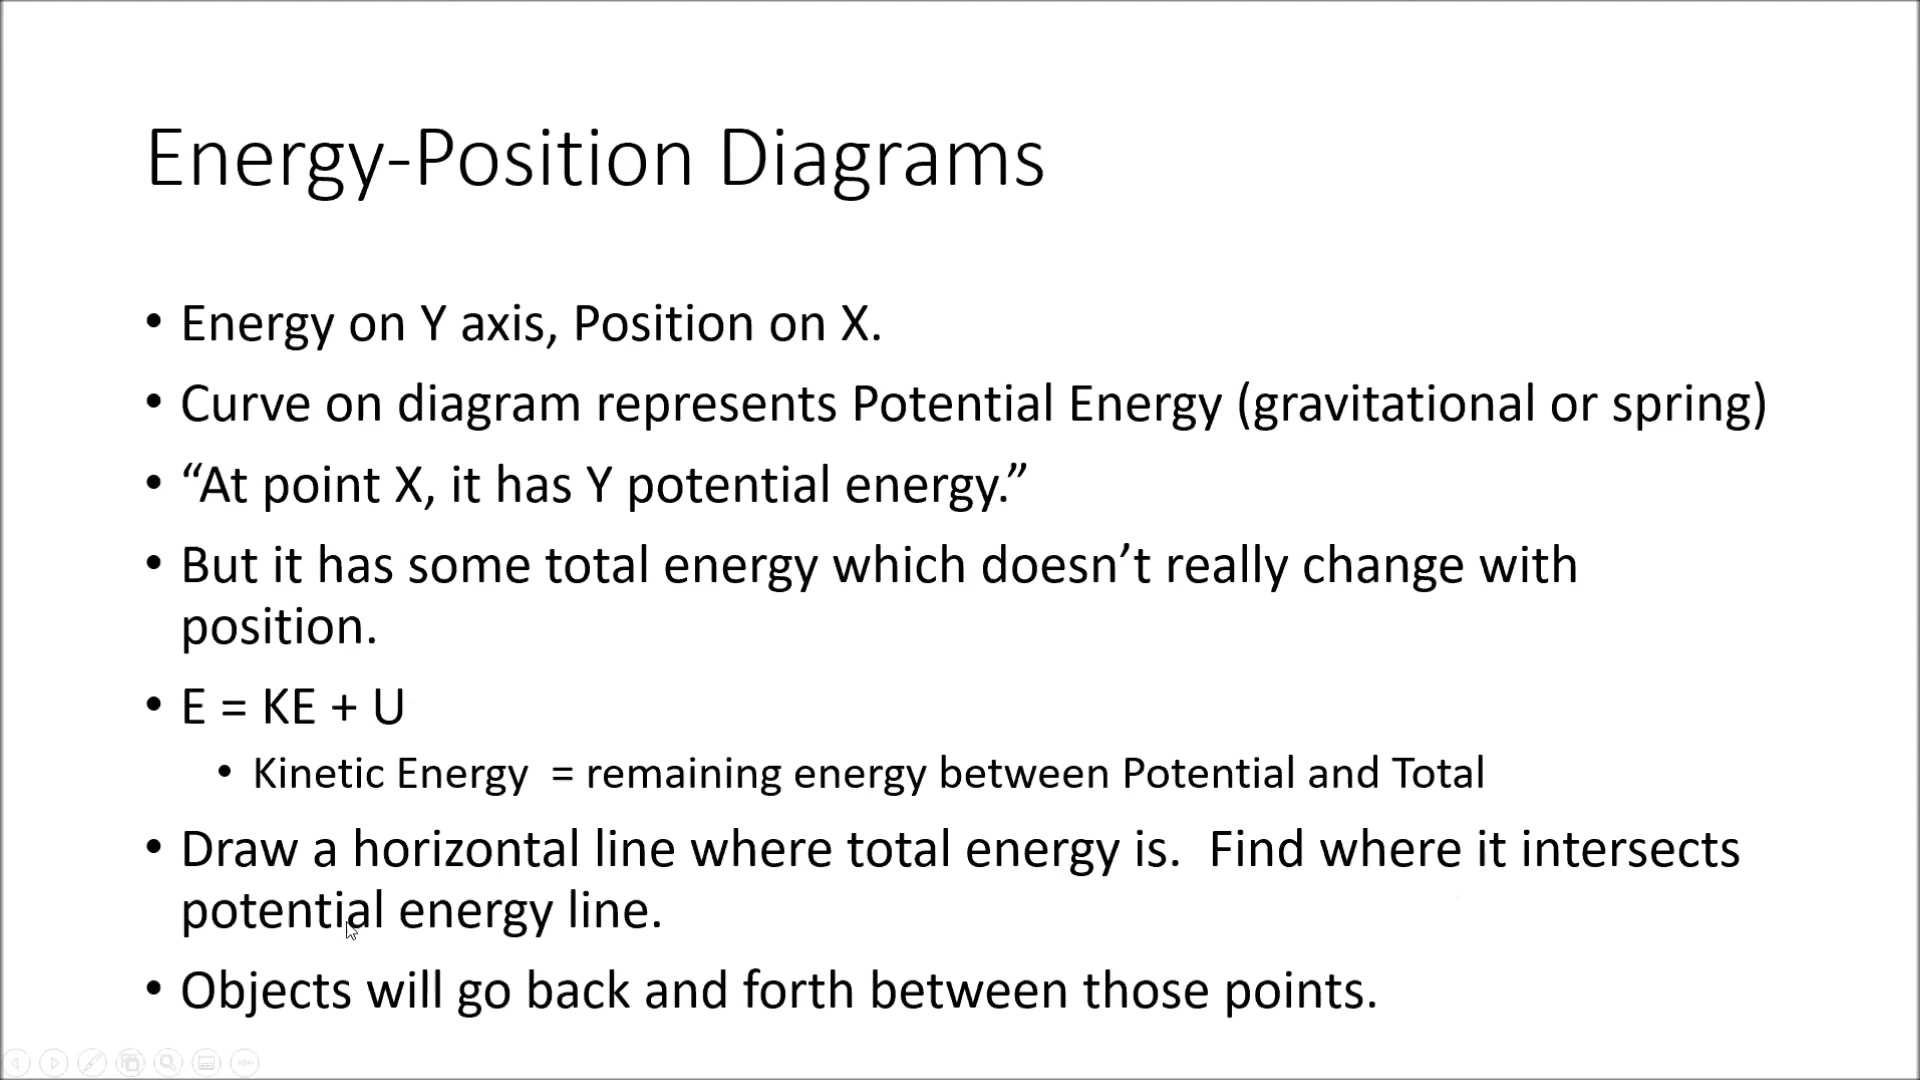 Energy-Position Diagrams
• Energy on Y axis, Position on X.
• Curve on diagram represents Potential Energy (gravitational or spring)
• “At point X, it has Y potential energy.”
• But it has some total energy which doesn’t really change with
position.
• E = KE + U
• Kinetic Energy  = remaining energy between Potential and Total
• Draw a horizontal line where total energy is.  Find where it intersects
potential energy line.
• Objects will go back and forth between those points.